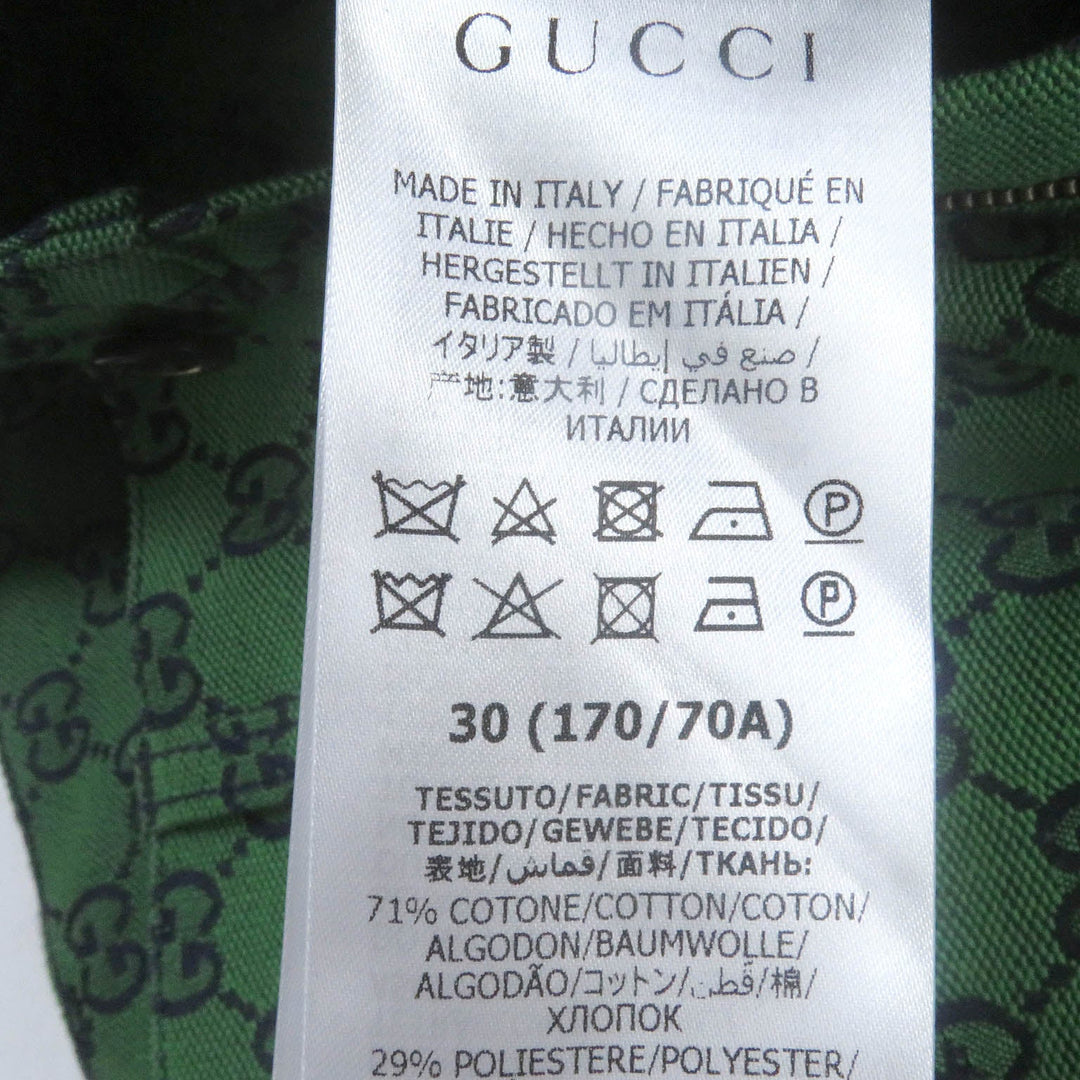 GUCCI
MADE IN ITALY / FABRIQUÉ EN
ITALIE / HECHO EN ITALIA /
HERGESTELLT IN ITALIEN /
FABRICADO EM ITÁLIA /
イタリア製 / صنع في إيطاليا /
产地:意大利 / СДЕЛАНО В
ИТАЛИИ
P
P
30 (170/70A)
TESSUTO/FABRIC/TISSU/
TEJIDO/GEWEBE/TECIDO/
表地/قماش/面料/ТКАНЬ:
71% COTONE/COTTON/COTON/
ALGODON/BAUMWOLLE/
ALGODÃO/コットン/قطن/棉/
ХЛОПОК
29% POLIESTERE/POLYESTER/